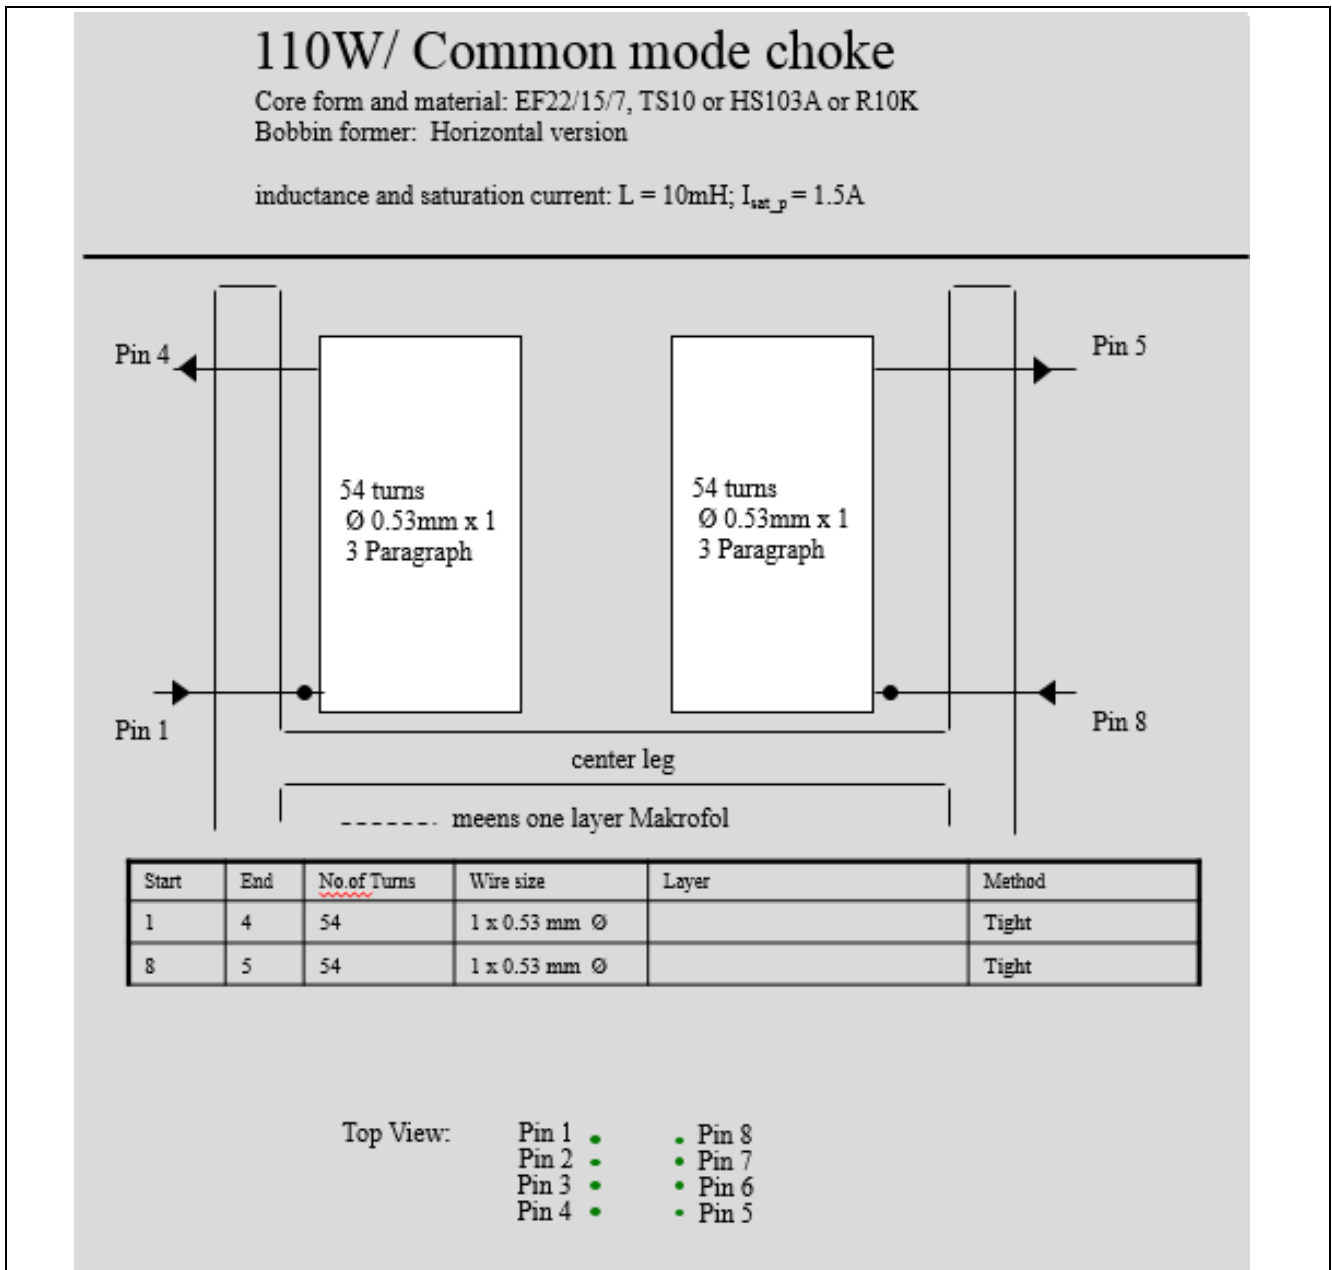 110W/ Common mode choke
Core form and material: EF22/15/7, TS10 or HS103A or R10K
Bobbin former: Horizontal version
inductance and saturation current: L = 10mH; Isat_p = 1.5A
Pin 4
Pin 5
54 turns
Ø 0.53mm x 1
3 Paragraph
54 turns
Ø 0.53mm x 1
3 Paragraph
Pin 1
Pin 8
center leg
meens one layer Makrofol
Start End No.of Turns Wire size Layer Method
1 4 54 1 x 0.53 mm Ø Tight
8 5 54 1 x 0.53 mm Ø Tight
Top View: Pin 1 Pin 8
Pin 2 Pin 7
Pin 3 Pin 6
Pin 4 Pin 5